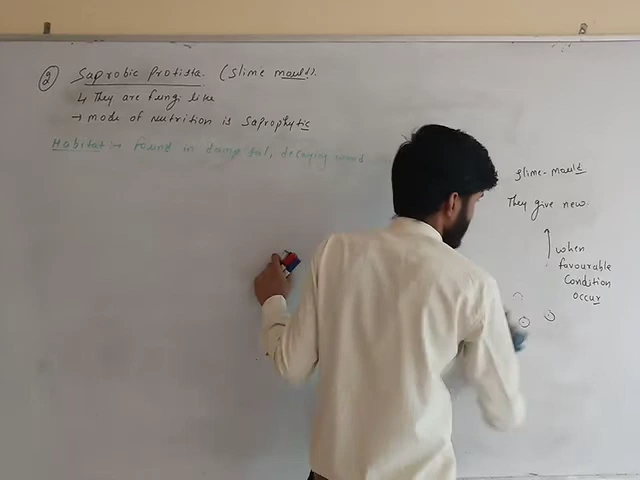 ② Saprobic Protista. (Slime mould).
↳ They are fungi like
→ mode of nutrition is saprophytic
Habitat :- Found in damp soil, decaying wood
slime-mould
They give new.
when
favourable
Condition
occur